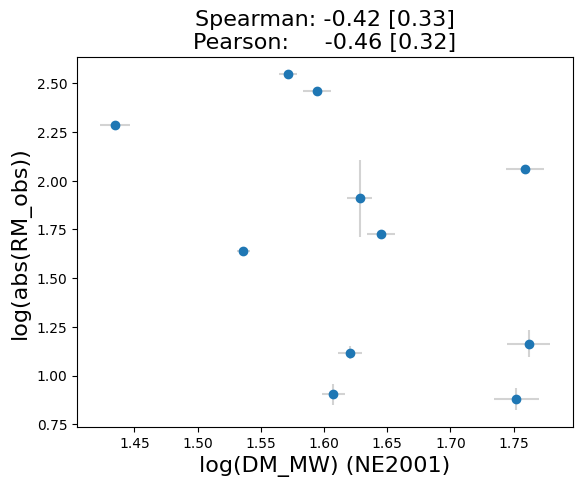 Spearman: -0.42 [0.33]
Pearson: -0.46 [0.32]
log(abs(RM_obs))
2.50
2.25
2.00
1.75
1.50
1.25
1.00
0.75
1.45 1.50 1.55 1.60 1.65 1.70 1.75
log(DM_MW) (NE2001)